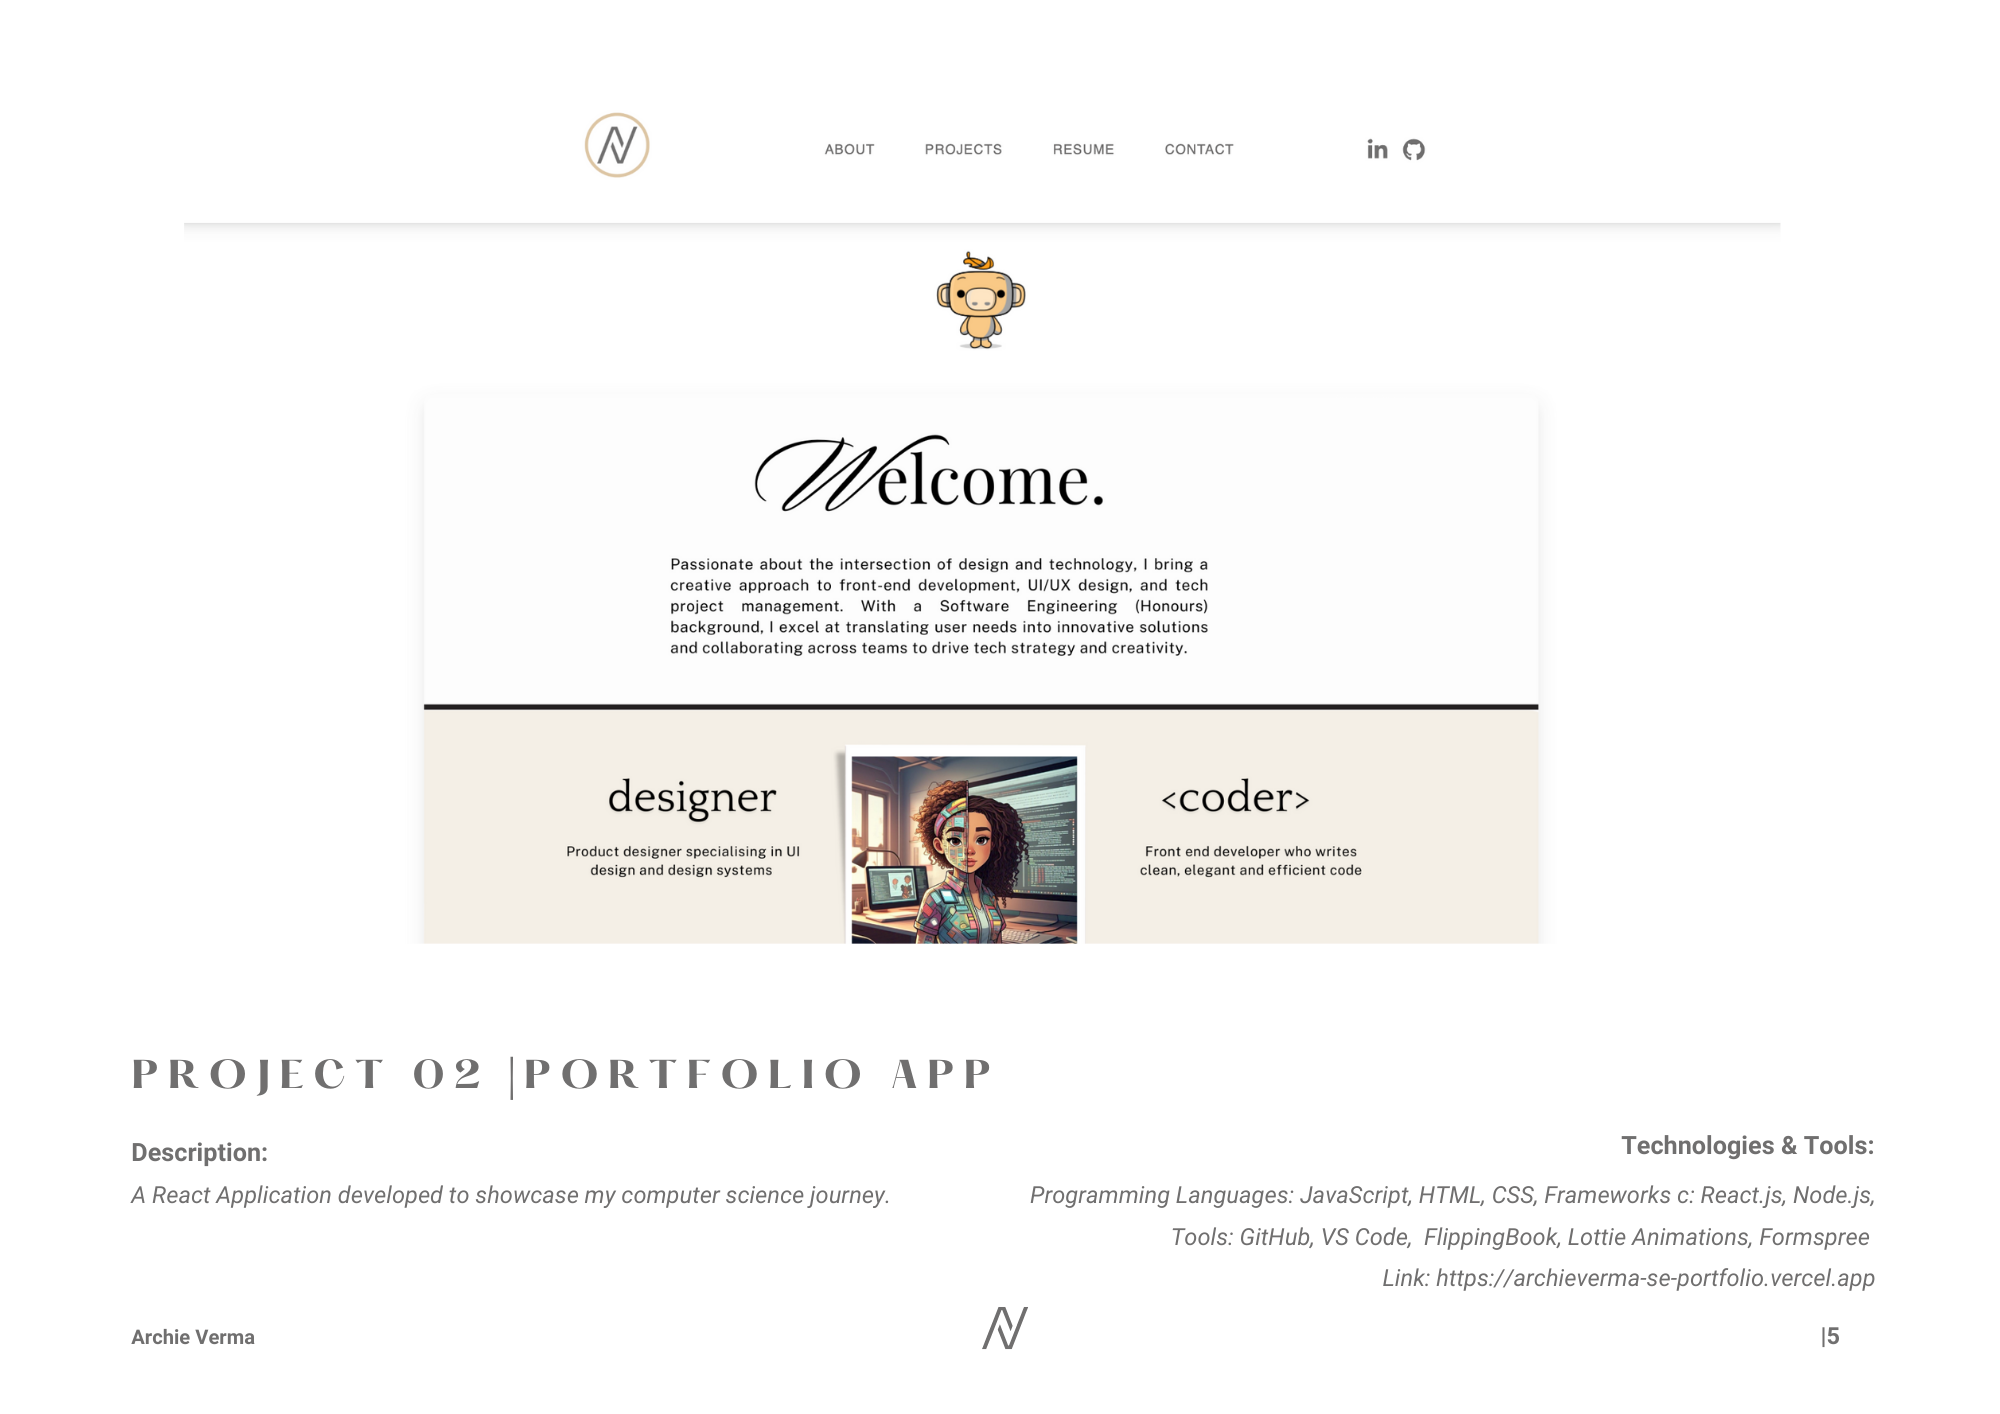 ABOUT PROJECTS RESUME CONTACT in
Welcome.
Passionate about the intersection of design and technology, I bring a
creative approach to front-end development, UI/UX design, and tech
project management. With a Software Engineering (Honours)
background, I excel at translating user needs into innovative solutions
and collaborating across teams to drive tech strategy and creativity.
designer
Product designer specialising in UI
design and design systems
<coder>
Front end developer who writes
clean, elegant and efficient code
PROJECT 02 |PORTFOLIO APP
Description:
A React Application developed to showcase my computer science journey.
Technologies & Tools:
Programming Languages: JavaScript, HTML, CSS, Frameworks c: React.js, Node.js,
Tools: GitHub, VS Code, FlippingBook, Lottie Animations, Formspree
Link: https://archieverma-se-portfolio.vercel.app
Archie Verma
|5